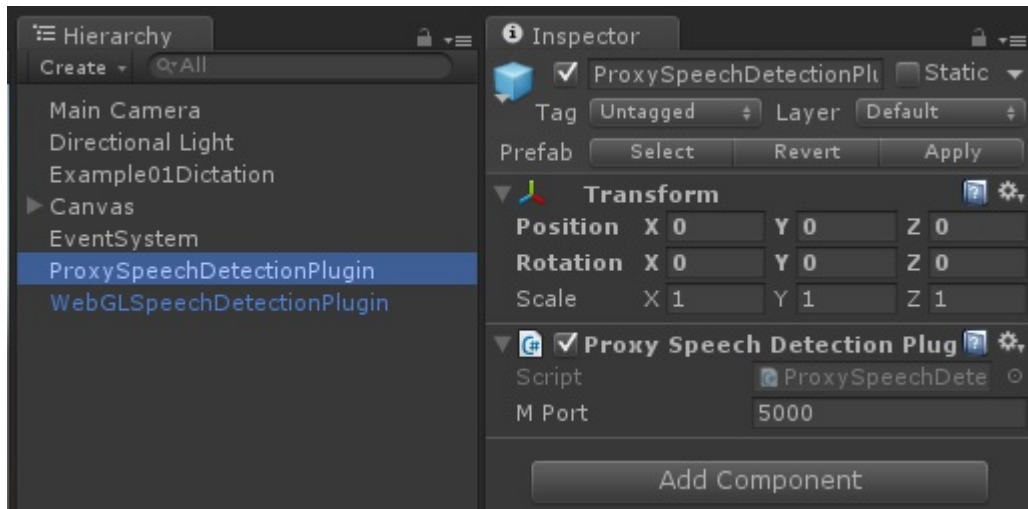 Hierarchy
Create
All
Main Camera
Directional Light
Example01Dictation
Canvas
EventSystem
ProxySpeechDetectionPlugin
WebGLSpeechDetectionPlugin
Inspector
ProxySpeechDetectionPlu Static
Tag Untagged Layer Default
Prefab Select Revert Apply
Transform
Position X 0 Y 0 Z 0
Rotation X 0 Y 0 Z 0
Scale X 1 Y 1 Z 1
C# Proxy Speech Detection Plug
Script ProxySpeechDete
M Port 5000
Add Component